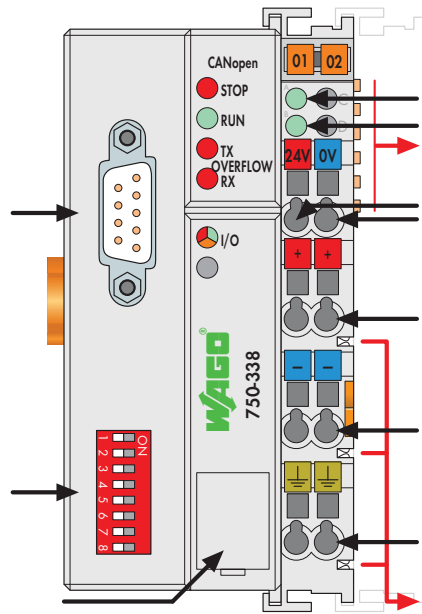 01 02
CANopen
STOP
RUN
TX
OVERFLOW
RX
I/O
A
C
B
D
24V 0V
+ +
− −
WAGO
®
750-338
ON
1
2
3
4
5
6
7
8